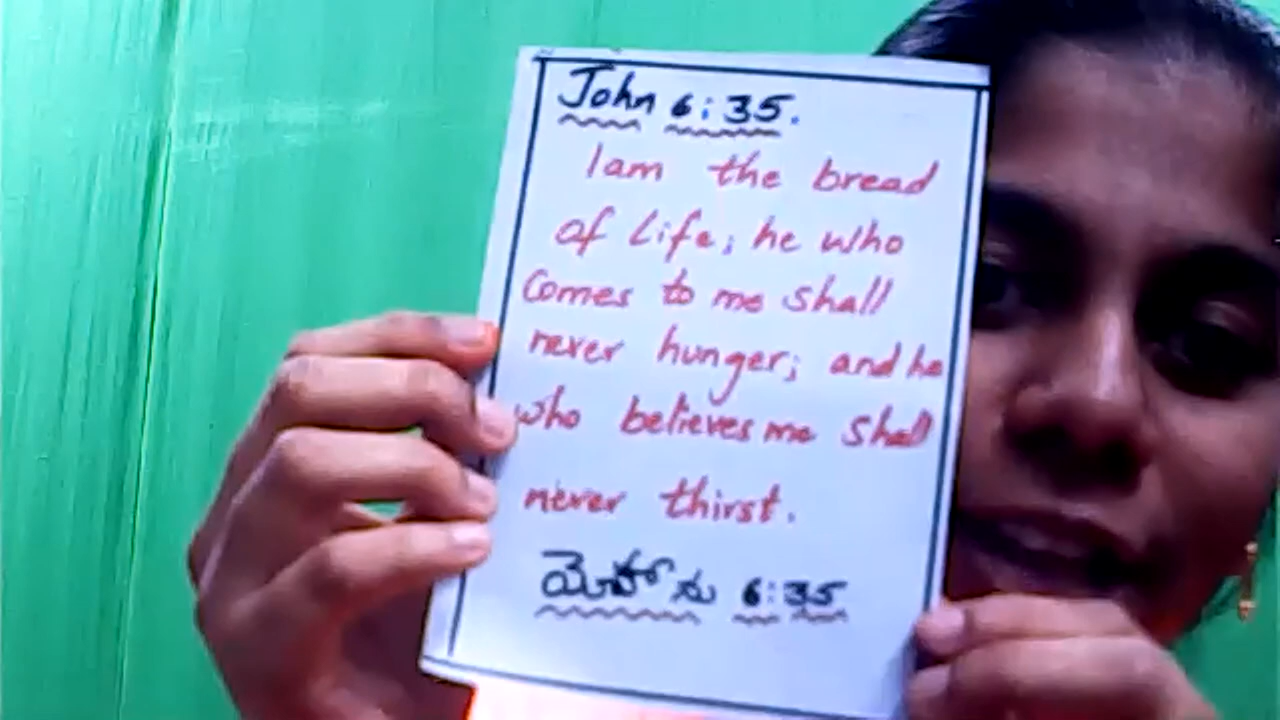 John 6:35.
I am the bread
of life; he who
Comes to me shall
never hunger; and he
who believes me shall
never thirst.
యోహాను 6:35